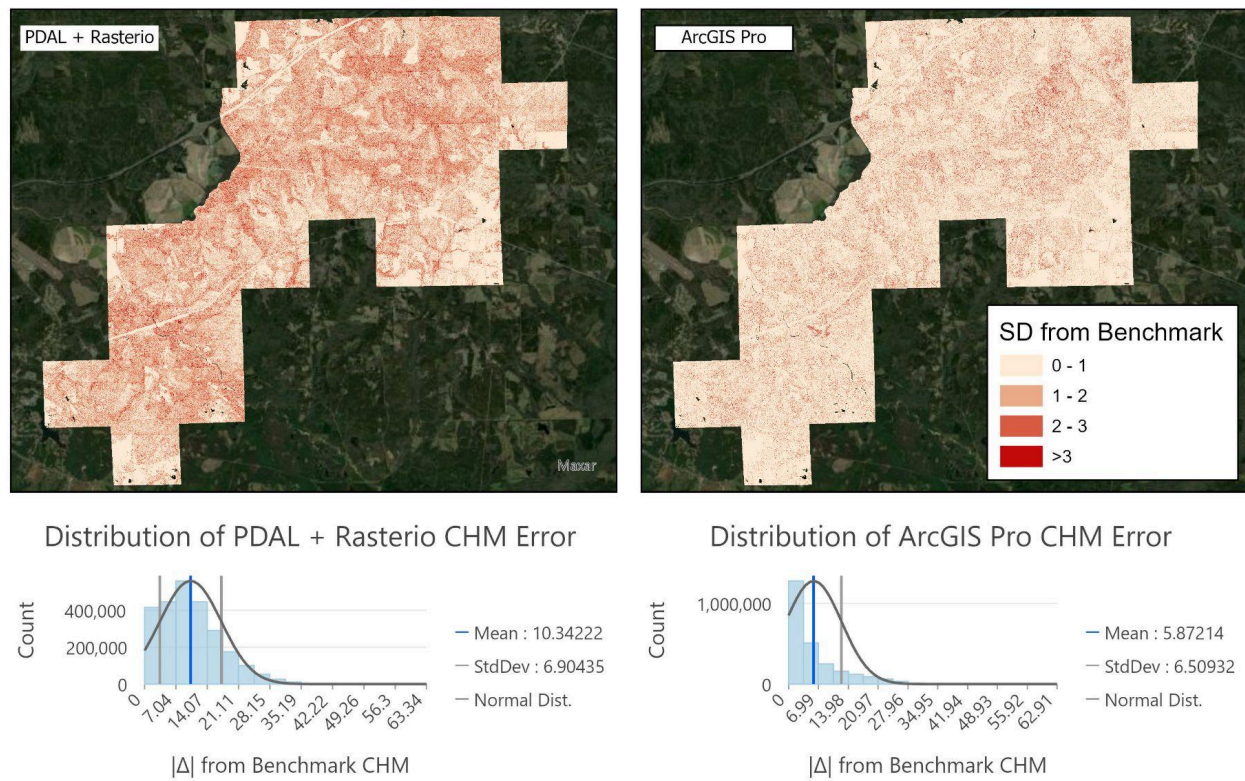 PDAL + Rasterio
ArcGIS Pro
SD from Benchmark
0 - 1
1 - 2
2 - 3
>3
Maxar
Distribution of PDAL + Rasterio CHM Error
Count
400,000
200,000
0
0
7.04
14.07
21.11
28.15
35.19
42.22
49.26
56.3
63.34
|Δ| from Benchmark CHM
Mean : 10.34222
StdDev : 6.90435
Normal Dist.
Distribution of ArcGIS Pro CHM Error
Count
1,000,000
0
0
6.99
13.98
20.97
27.96
34.95
41.94
48.93
55.92
62.91
|Δ| from Benchmark CHM
Mean : 5.87214
StdDev : 6.50932
Normal Dist.